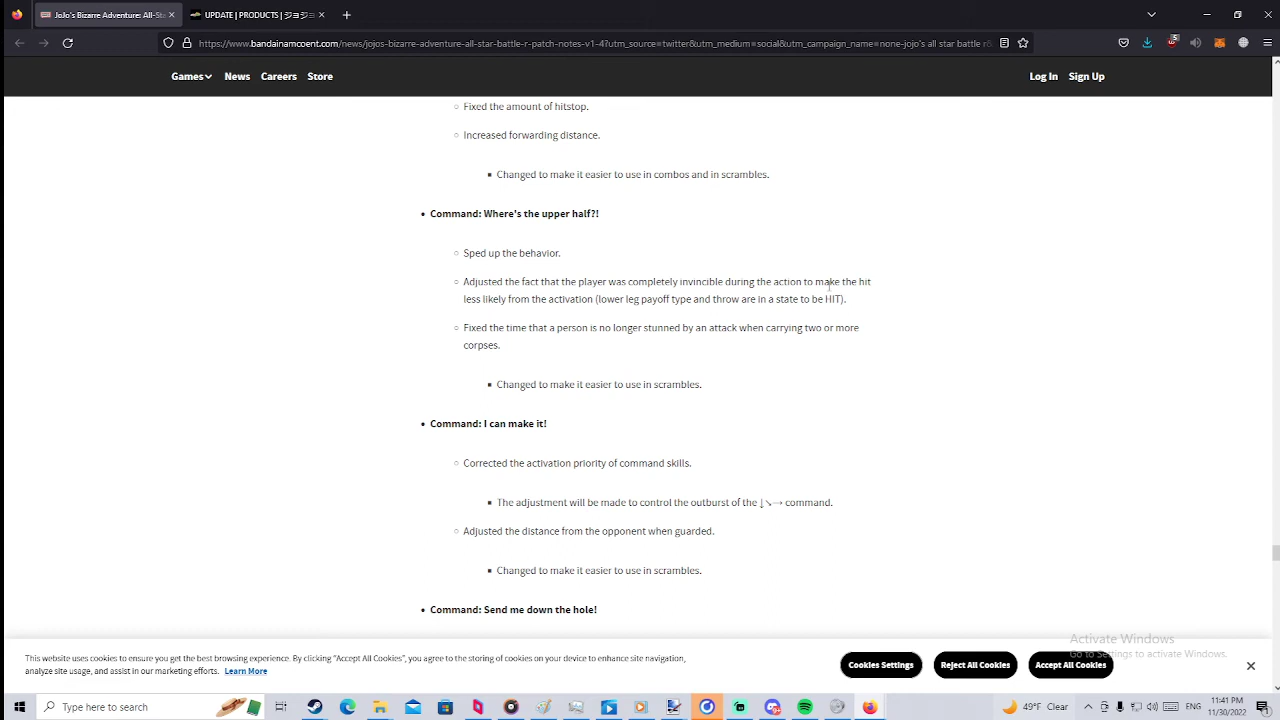 JoJo's Bizarre Adventure: All-Sta
UPDATE | PRODUCTS | ジョジ
https://www.bandainamcoent.com/news/jojos-bizarre-adventure-all-star-battle-r-patch-notes-v1-4?utm_source=twitter&utm_medium=social&utm_campaign_name=none-jojo's all star battle r&
Games
News
Careers
Store
Log In
Sign Up
Fixed the amount of hitstop.
Increased forwarding distance.
Changed to make it easier to use in combos and in scrambles.
Command: Where's the upper half?!
Sped up the behavior.
Adjusted the fact that the player was completely invincible during the action to make the hit
less likely from the activation (lower leg payoff type and throw are in a state to be HIT).
Fixed the time that a person is no longer stunned by an attack when carrying two or more
corpses.
Changed to make it easier to use in scrambles.
Command: I can make it!
Corrected the activation priority of command skills.
The adjustment will be made to control the outburst of the ↓↘→ command.
Adjusted the distance from the opponent when guarded.
Changed to make it easier to use in scrambles.
Command: Send me down the hole!
Activate Windows
Go to Settings to activate Windows.
This website uses cookies to ensure you get the best browsing experience. By clicking "Accept All Cookies", you agree to the storing of cookies on your device to enhance site navigation,
analyze site usage, and assist in our marketing efforts. Learn More
Cookies Settings
Reject All Cookies
Accept All Cookies
Type here to search
49°F Clear
11:41 PM
11/30/2022